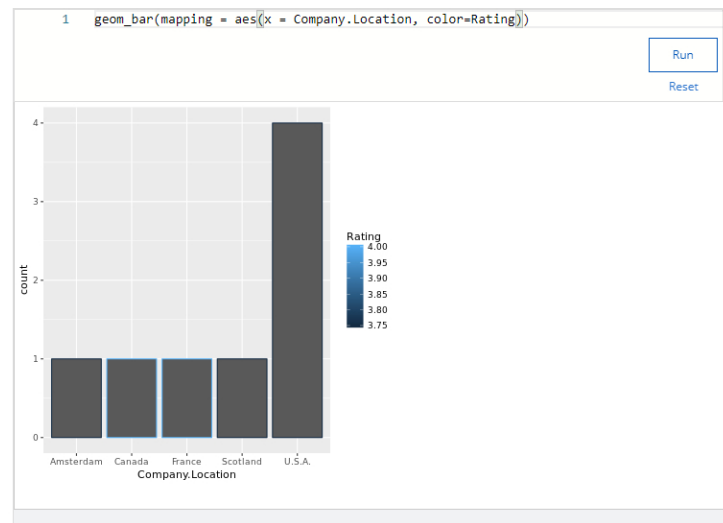 1 geom_bar(mapping = aes(x = Company.Location, color=Rating))
Run
Reset
4
3
2
1
0
count
Amsterdam Canada France Scotland U.S.A.
Company.Location
Rating
4.00
3.95
3.90
3.85
3.80
3.75